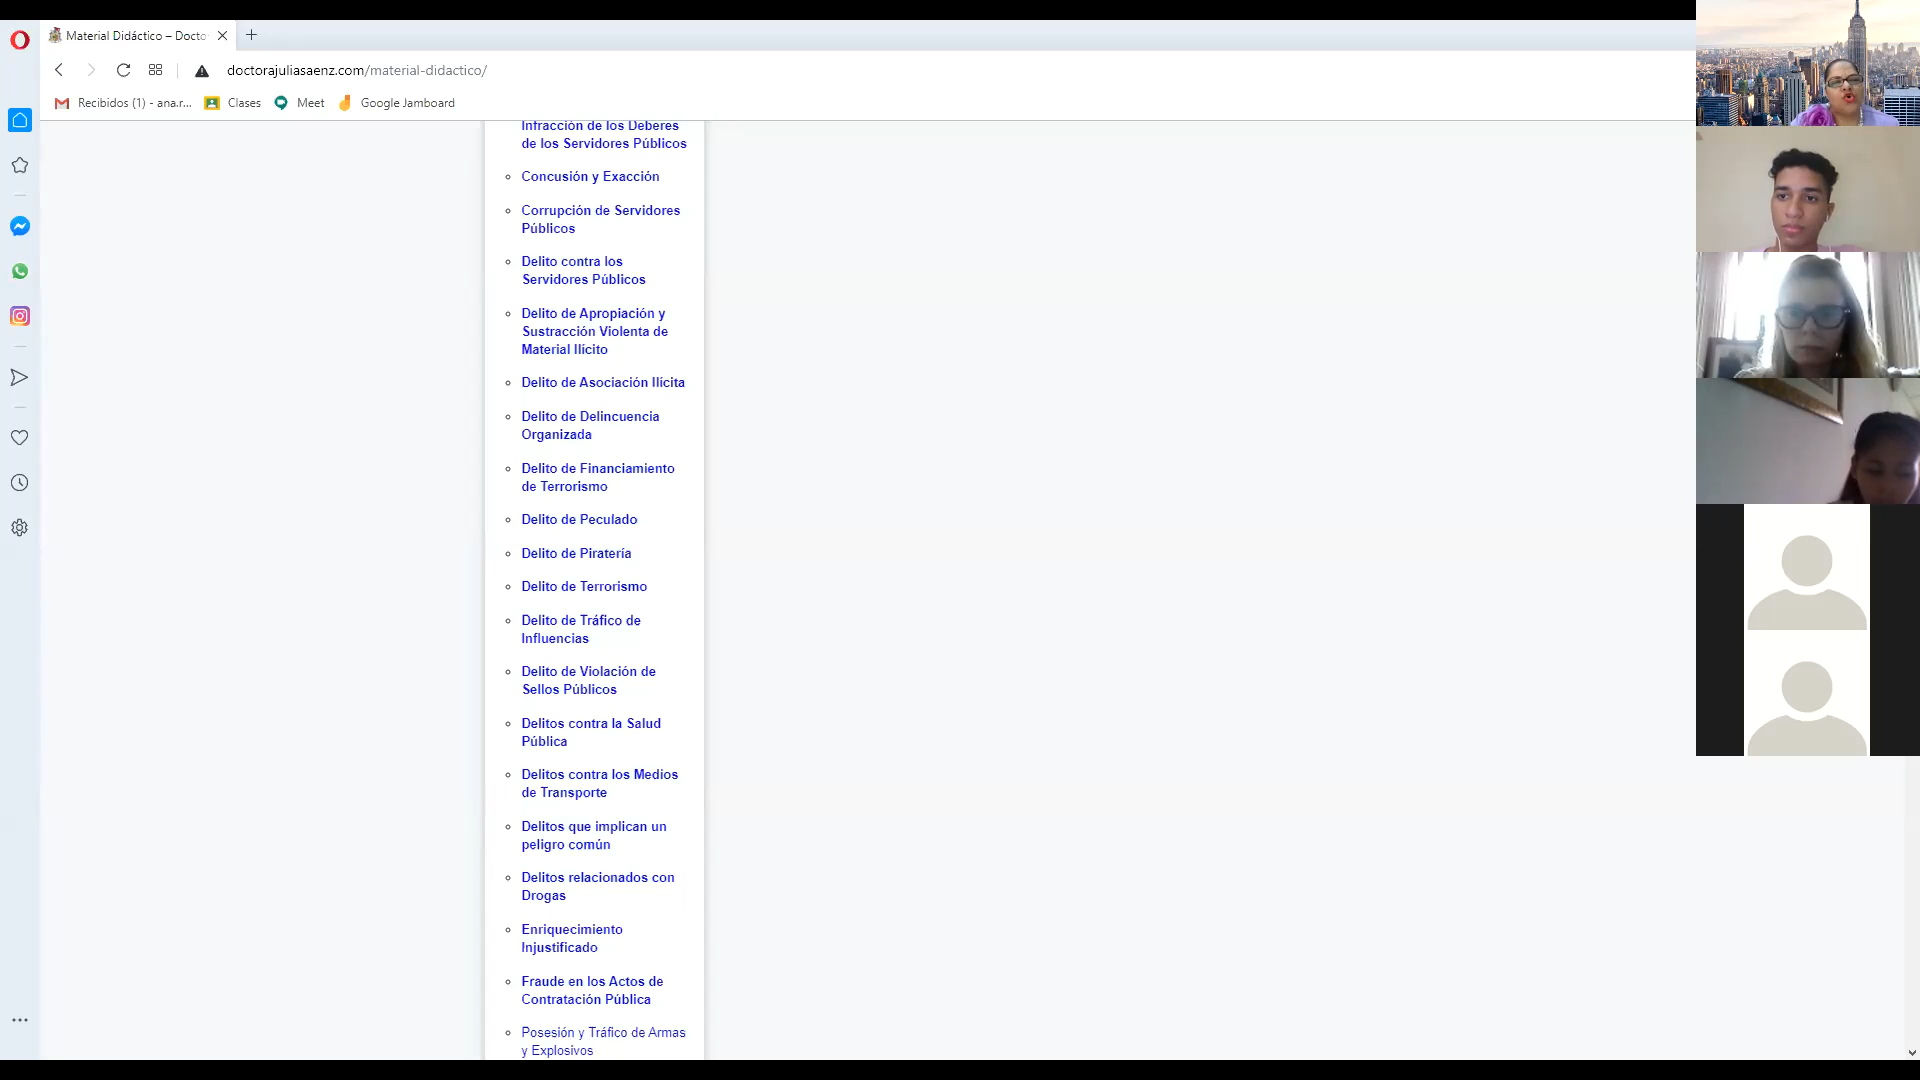 Material Didáctico – Docto
doctorajuliasaenz.com/material-didactico/
Recibidos (1) - ana.r...
Clases
Meet
Google Jamboard
Infracción de los Deberes
de los Servidores Públicos
Concusión y Exacción
Corrupción de Servidores
Públicos
Delito contra los
Servidores Públicos
Delito de Apropiación y
Sustracción Violenta de
Material Ilícito
Delito de Asociación Ilícita
Delito de Delincuencia
Organizada
Delito de Financiamiento
de Terrorismo
Delito de Peculado
Delito de Piratería
Delito de Terrorismo
Delito de Tráfico de
Influencias
Delito de Violación de
Sellos Públicos
Delitos contra la Salud
Pública
Delitos contra los Medios
de Transporte
Delitos que implican un
peligro común
Delitos relacionados con
Drogas
Enriquecimiento
Injustificado
Fraude en los Actos de
Contratación Pública
Posesión y Tráfico de Armas
y Explosivos